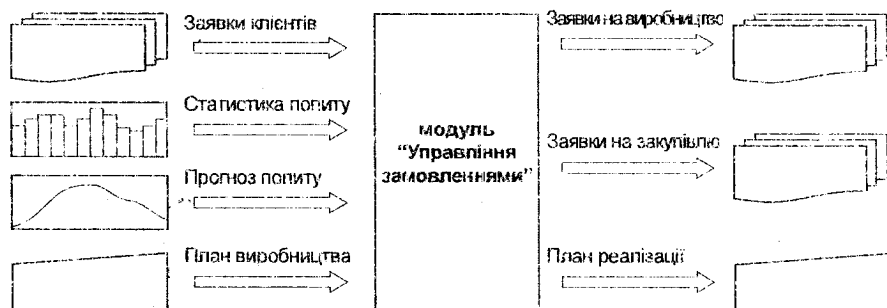 Заявки клієнтів
Статистика попиту
Прогноз попиту
План виробництва
модуль
“Управління
замовленнями”
Заявки на виробництво
Заявки на закупівлю
План реалізації